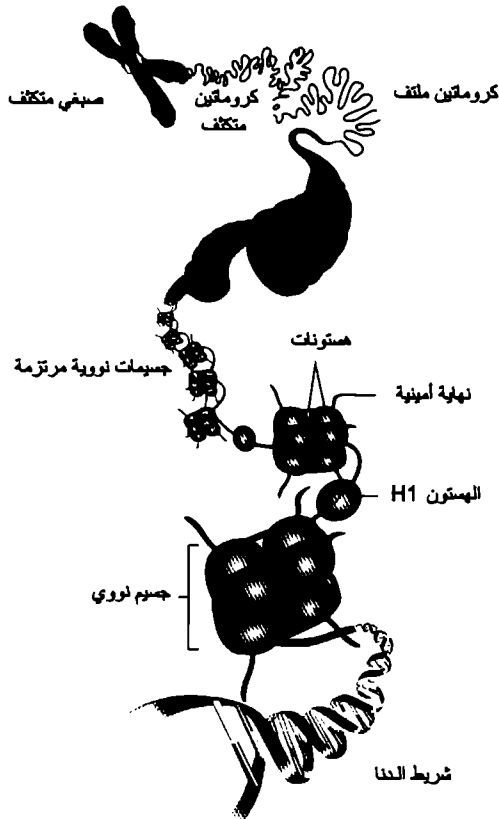 كروماتين ملتف
كروماتين
متكثف
صبغي متكثف
هستونات
جسيمات نووية مرتزمة
نهاية أمينية
الهستون H1
جسيم نووي
شريط الدنا